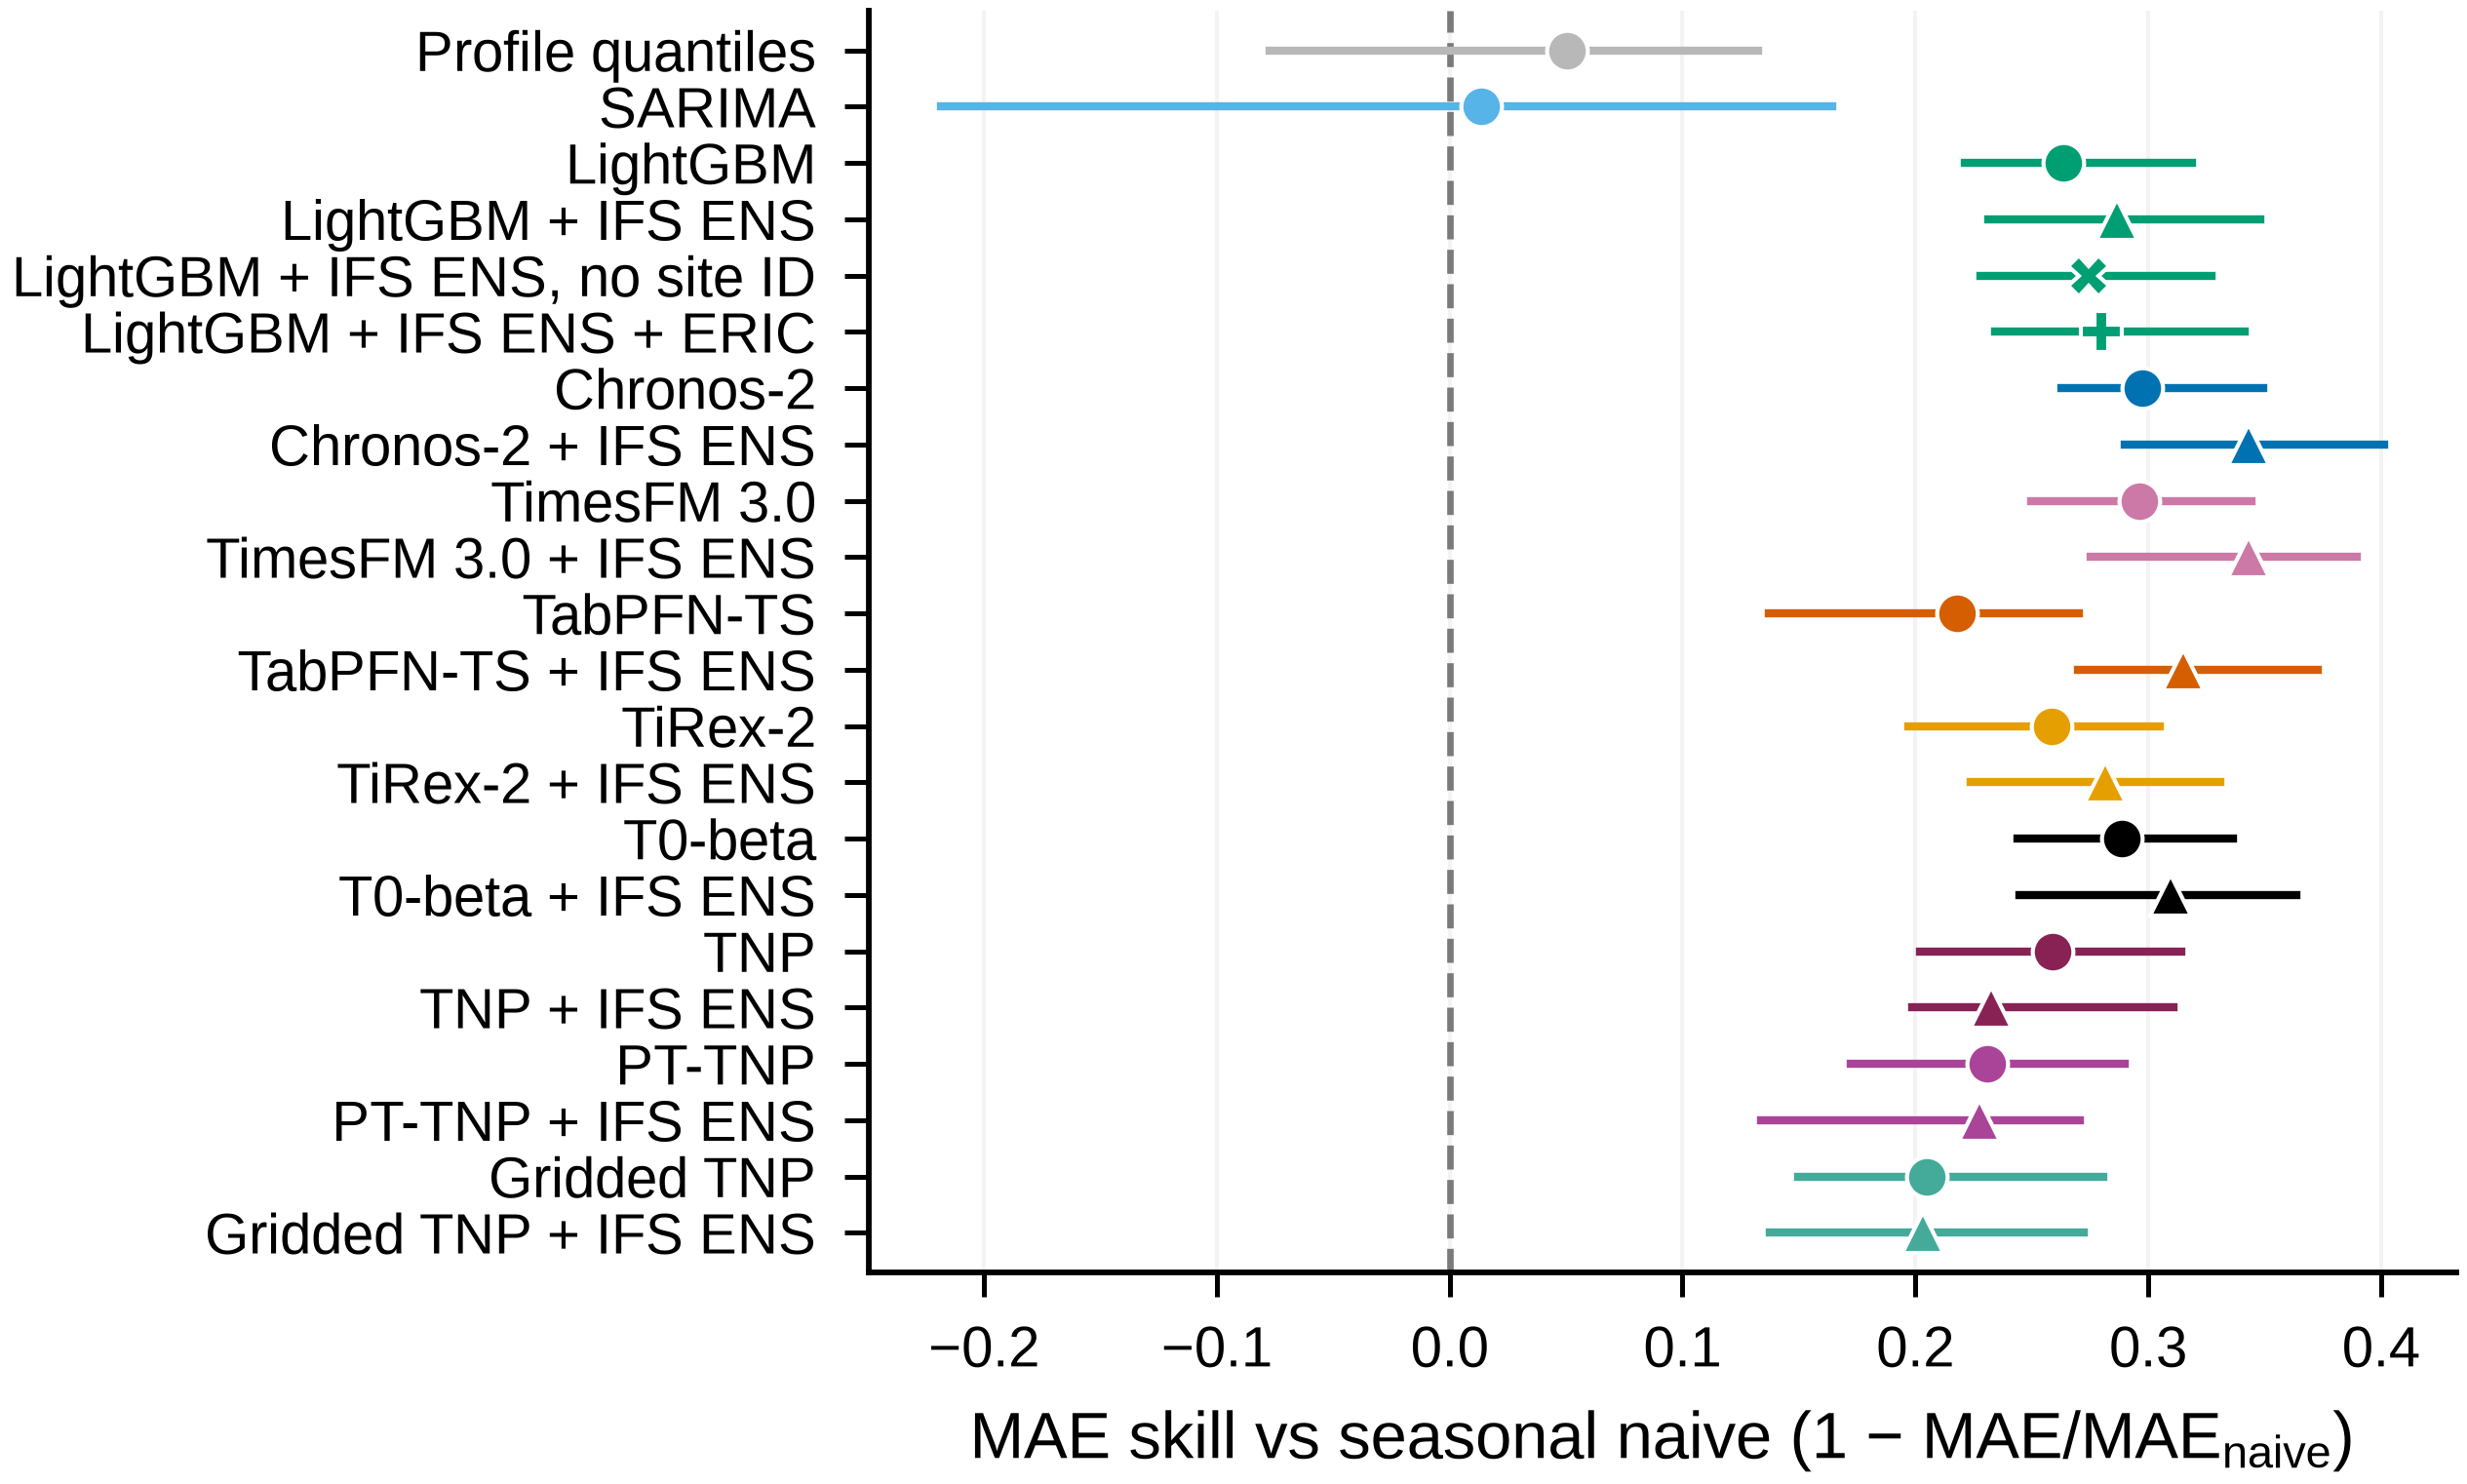 Profile quantiles
SARIMA
LightGBM
LightGBM + IFS ENS
LightGBM + IFS ENS, no site ID
LightGBM + IFS ENS + ERIC
Chronos-2
Chronos-2 + IFS ENS
TimesFM 3.0
TimesFM 3.0 + IFS ENS
TabPFN-TS
TabPFN-TS + IFS ENS
TiRex-2
TiRex-2 + IFS ENS
T0-beta
T0-beta + IFS ENS
TNP
TNP + IFS ENS
PT-TNP
PT-TNP + IFS ENS
Gridded TNP
Gridded TNP + IFS ENS
−0.2 −0.1 0.0 0.1 0.2 0.3 0.4
MAE skill vs seasonal naive (1 − MAE/MAEnaive)